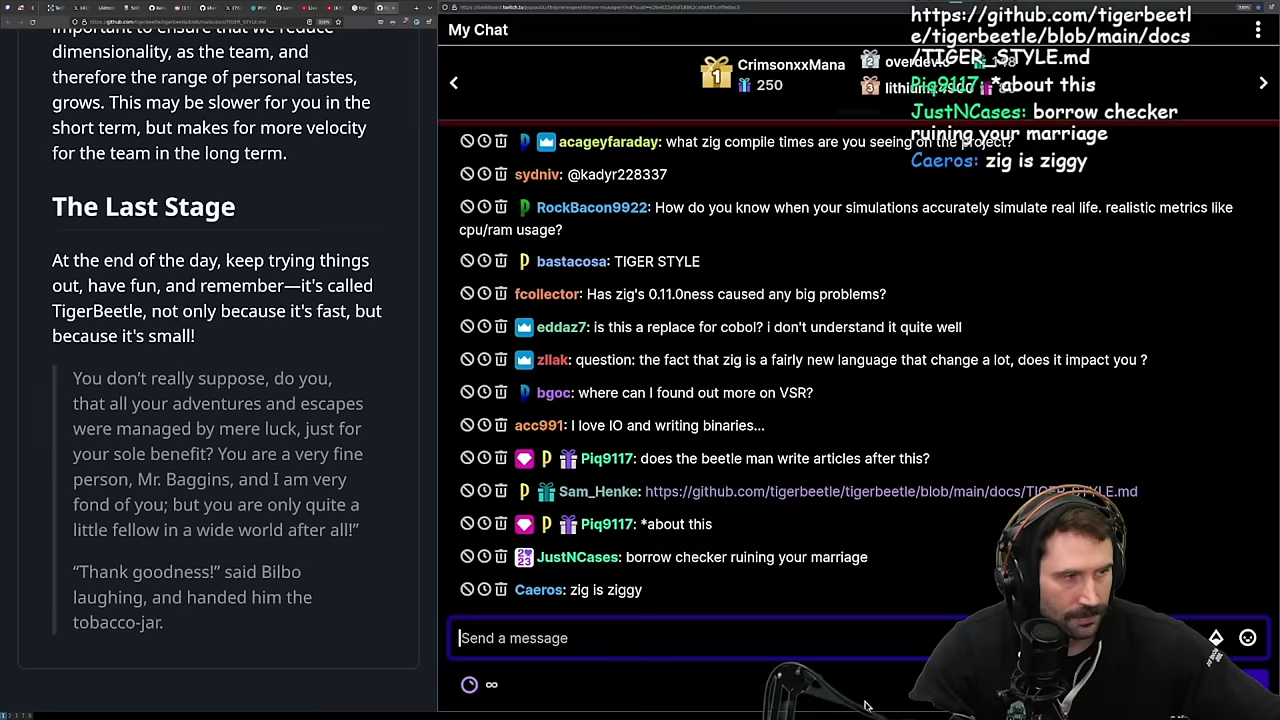 important to ensure that we reduce
dimensionality, as the team, and
therefore the range of personal tastes,
grows. This may be slower for you in the
short term, but makes for more velocity
for the team in the long term.
The Last Stage
At the end of the day, keep trying things
out, have fun, and remember—it's called
TigerBeetle, not only because it's fast, but
because it's small!
You don't really suppose, do you,
that all your adventures and escapes
were managed by mere luck, just for
your sole benefit? You are a very fine
person, Mr. Baggins, and I am very
fond of you; but you are only quite a
little fellow in a wide world after all!”
“Thank goodness!” said Bilbo
laughing, and handed him the
tobacco-jar.
My Chat
1
CrimsonxxMana
250
2
3
acageyfaraday: what zig compile times are you seeing on the project?
sydniv: @kadyr228337
RockBacon9922: How do you know when your simulations accurately simulate real life. realistic metrics like
cpu/ram usage?
bastacosa: TIGER STYLE
fcollector: Has zig's 0.11.0ness caused any big problems?
eddaz7: is this a replace for cobol? i don't understand it quite well
zllak: question: the fact that zig is a fairly new language that change a lot, does it impact you ?
bgoc: where can I found out more on VSR?
acc991: I love IO and writing binaries...
Piq9117: does the beetle man write articles after this?
Sam_Henke: https://github.com/tigerbeetle/tigerbeetle/blob/main/docs/TIGER_STYLE.md
Piq9117: *about this
JustNCases: borrow checker ruining your marriage
Caeros: zig is ziggy
Send a message
∞
https://github.com/tigerbeetl
e/tigerbeetle/blob/main/docs
/TIGER_STYLE.md
Piq9117: *about this
JustNCases: borrow checker
ruining your marriage
Caeros: zig is ziggy